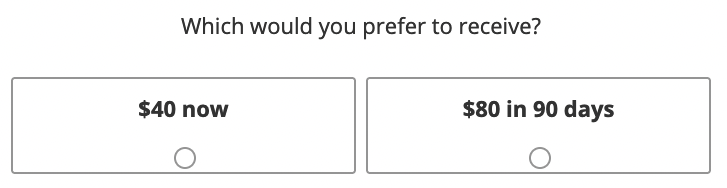 Which would you prefer to receive?
$40 now
$80 in 90 days